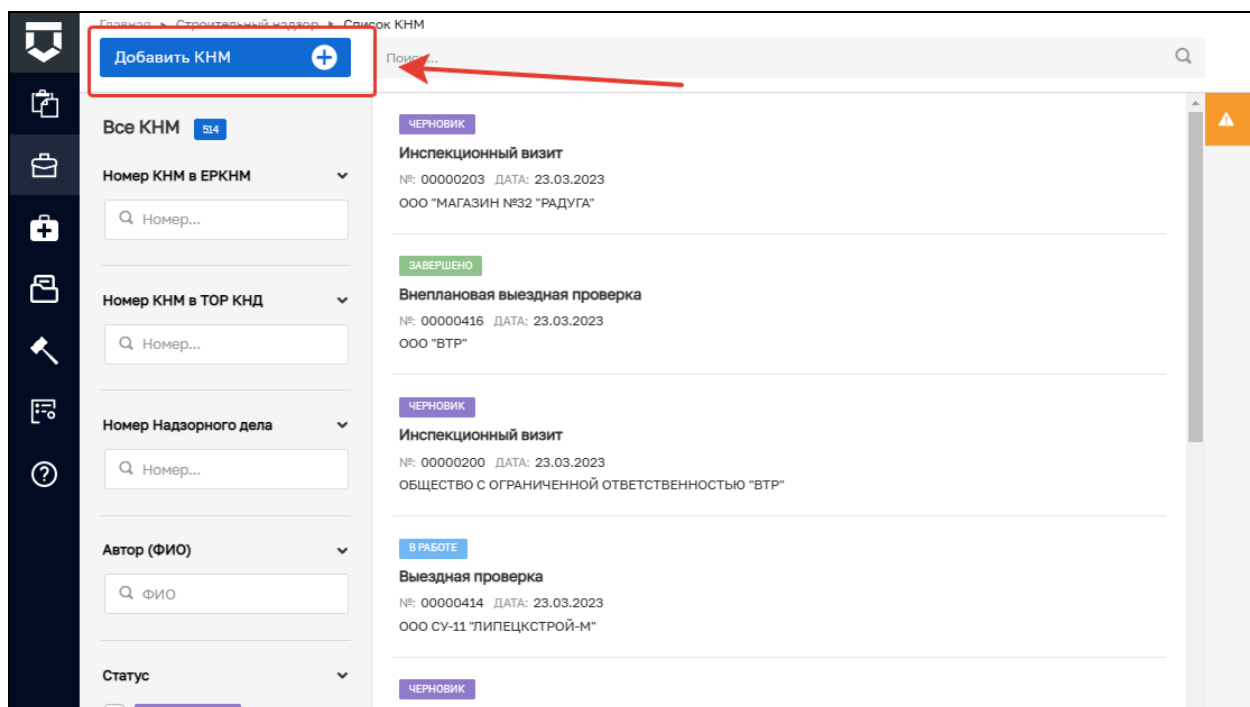 Главная ▸ Строительный надзор ▸ Список КНМ
Добавить КНМ
Поиск...
Все КНМ 514
Номер КНМ в ЕРКНМ
Номер...
Номер КНМ в ТОР КНД
Номер...
Номер Надзорного дела
Номер...
Автор (ФИО)
ФИО
Статус
ЧЕРНОВИК
Инспекционный визит
№: 00000203 ДАТА: 23.03.2023
ООО "МАГАЗИН №32 "РАДУГА"
ЗАВЕРШЕНО
Внеплановая выездная проверка
№: 00000416 ДАТА: 23.03.2023
ООО "ВТР"
ЧЕРНОВИК
Инспекционный визит
№: 00000200 ДАТА: 23.03.2023
ОБЩЕСТВО С ОГРАНИЧЕННОЙ ОТВЕТСТВЕННОСТЬЮ "ВТР"
В РАБОТЕ
Выездная проверка
№: 00000414 ДАТА: 23.03.2023
ООО СУ-11 "ЛИПЕЦКСТРОЙ-М"
ЧЕРНОВИК